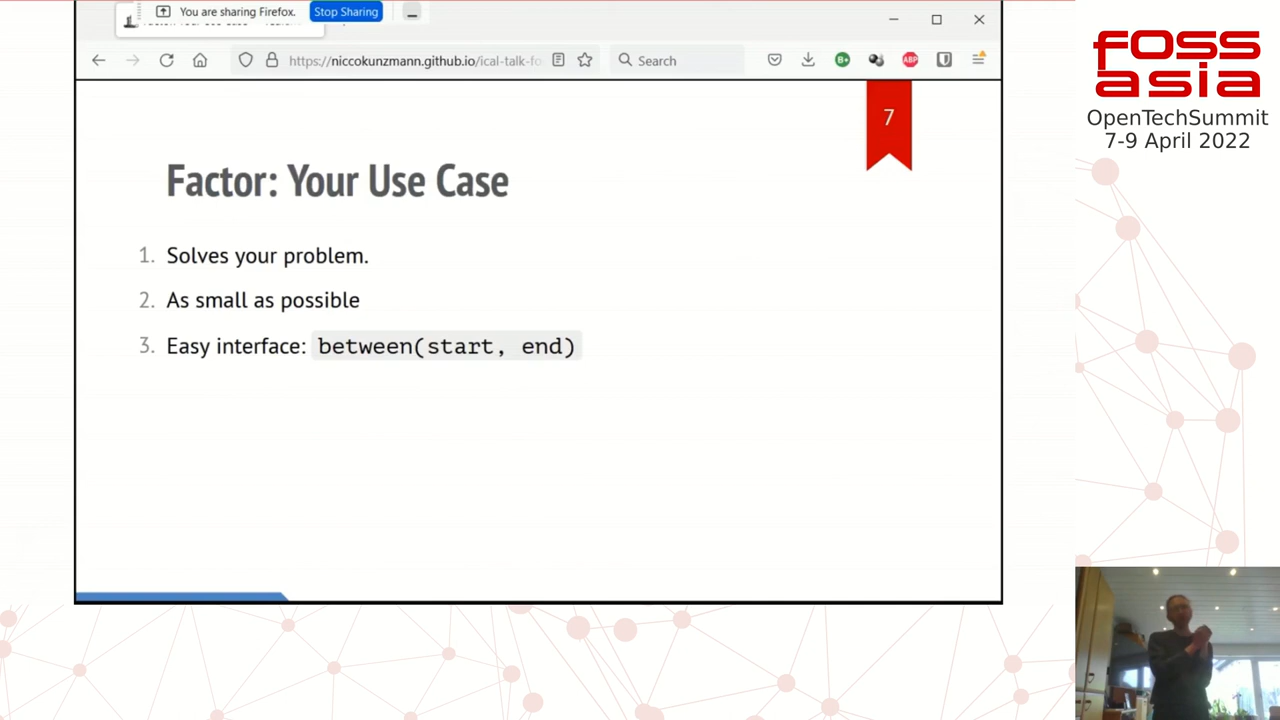 You are sharing Firefox.
Stop Sharing
https://niccokunzmann.github.io/ical-talk-fo
Search
ABP
7
Factor: Your Use Case
1. Solves your problem.
2. As small as possible
3. Easy interface: between(start, end)
foss
asia
OpenTechSummit
7-9 April 2022